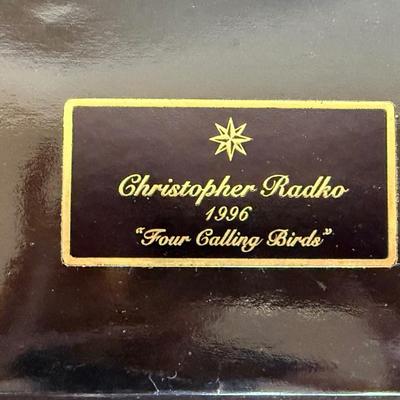 Christopher Radko
1996
"Four Calling Birds"